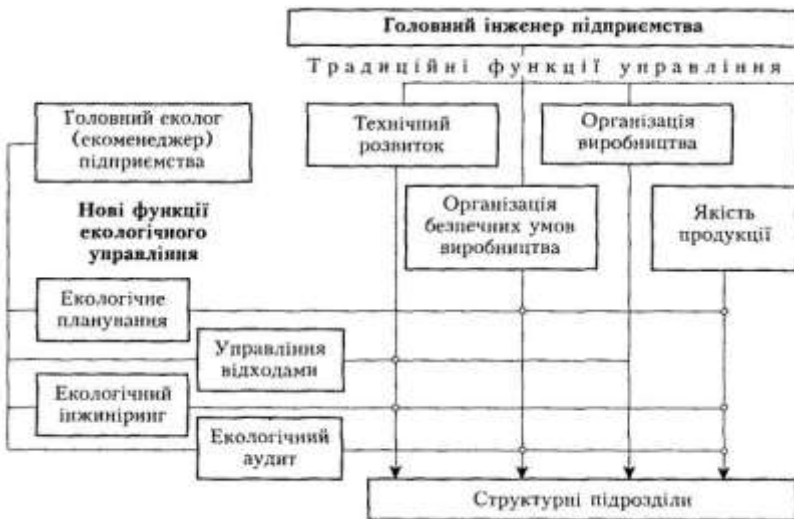 Головний інженер підприємства
Традиційні функції управління
Головний еколог
(екоменеджер)
підприємства
Технічний
розвиток
Організація
виробництва
Нові функції
екологічного
управління
Організація
безпечних умов
виробництва
Якість
продукції
Екологічне
планування
Управління
відходами
Екологічний
інжиніринг
Екологічний
аудит
Структурні підрозділи